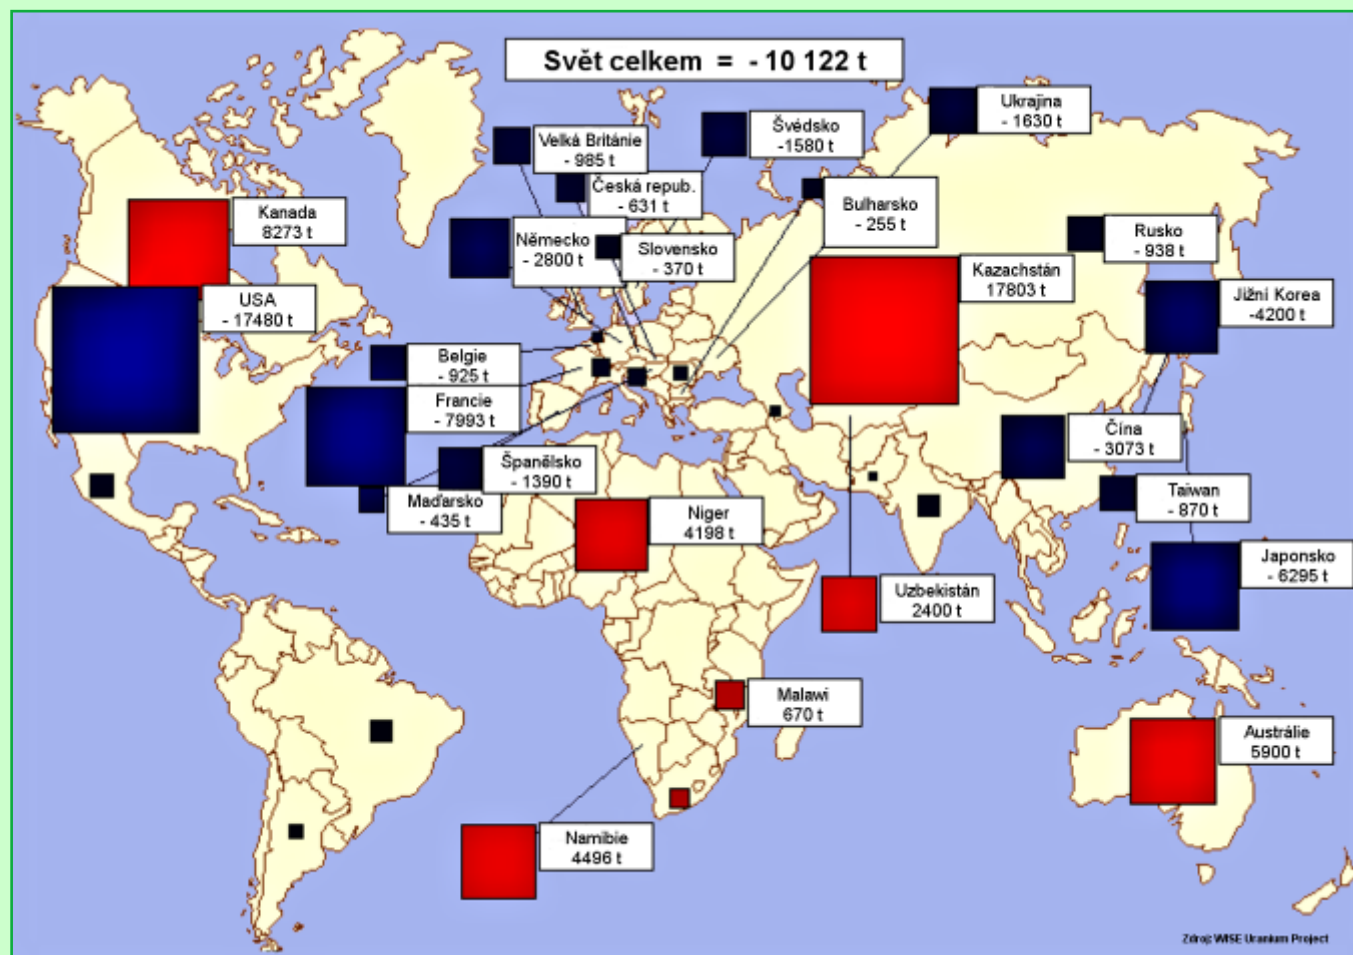 Svět celkem = - 10 122 t
Ukrajina
- 1630 t
Švédsko
-1580 t
Velká Británie
- 985 t
Česká repub.
- 631 t
Bulharsko
- 255 t
Kanada
8273 t
Německo
- 2800 t
Slovensko
- 370 t
Rusko
- 938 t
Kazachstán
17803 t
Jižní Korea
-4200 t
USA
- 17480 t
Belgie
- 925 t
Francie
- 7993 t
Čína
- 3073 t
Španělsko
- 1390 t
Maďarsko
- 435 t
Taiwan
- 870 t
Niger
4198 t
Japonsko
- 6295 t
Uzbekistán
2400 t
Malawi
670 t
Austrálie
5900 t
Namibie
4496 t
Zdroj: WISE Uranium Project